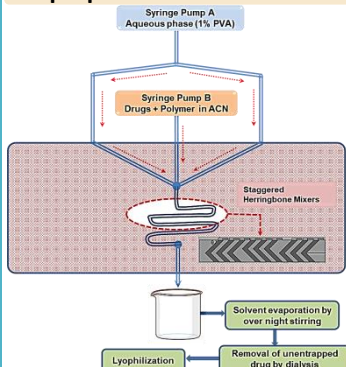 Syringe Pump A
Aqueous phase (1% PVA)
Syringe Pump B
Drugs + Polymer in ACN
Staggered
Herringbone Mixers
Solvent evaporation by
over night stirring
Removal of unentrapped
drug by dialysis
Lyophilization